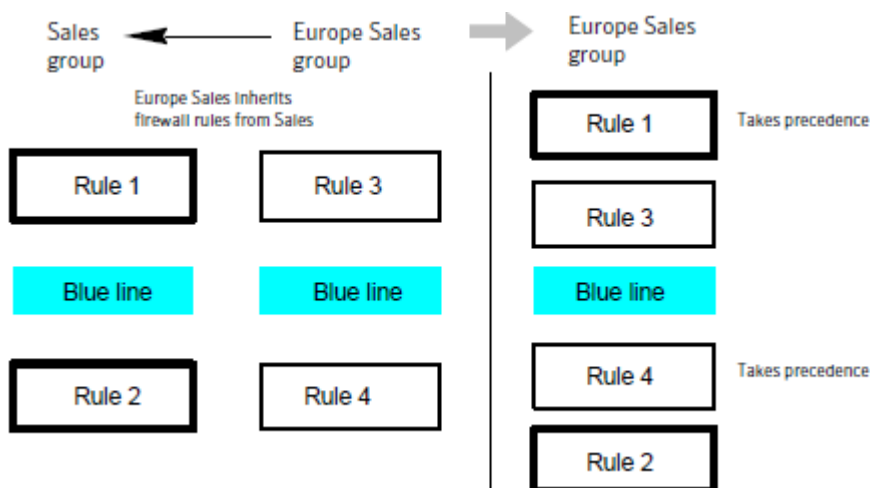 Sales
group
Europe Sales
group
Europe Sales
group
Europe Sales inherits
firewall rules from Sales
Rule 1
Rule 3
Blue line
Blue line
Rule 2
Rule 4
Rule 1
Takes precedence
Rule 3
Blue line
Rule 4
Takes precedence
Rule 2